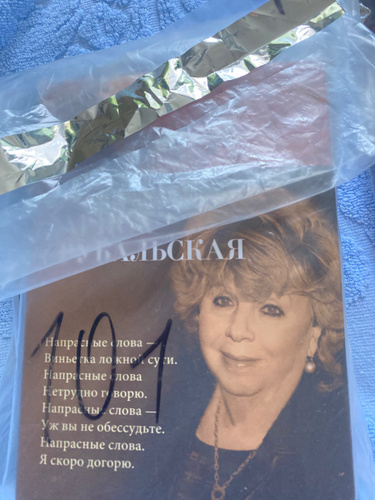 АЛЬСКАЯ
101
Напрасные слова —
Виньетка ложной сути.
Напрасные слова
Нетрудно говорю.
Напрасные слова —
Уж вы не обессудьте.
Напрасные слова.
Я скоро догорю.